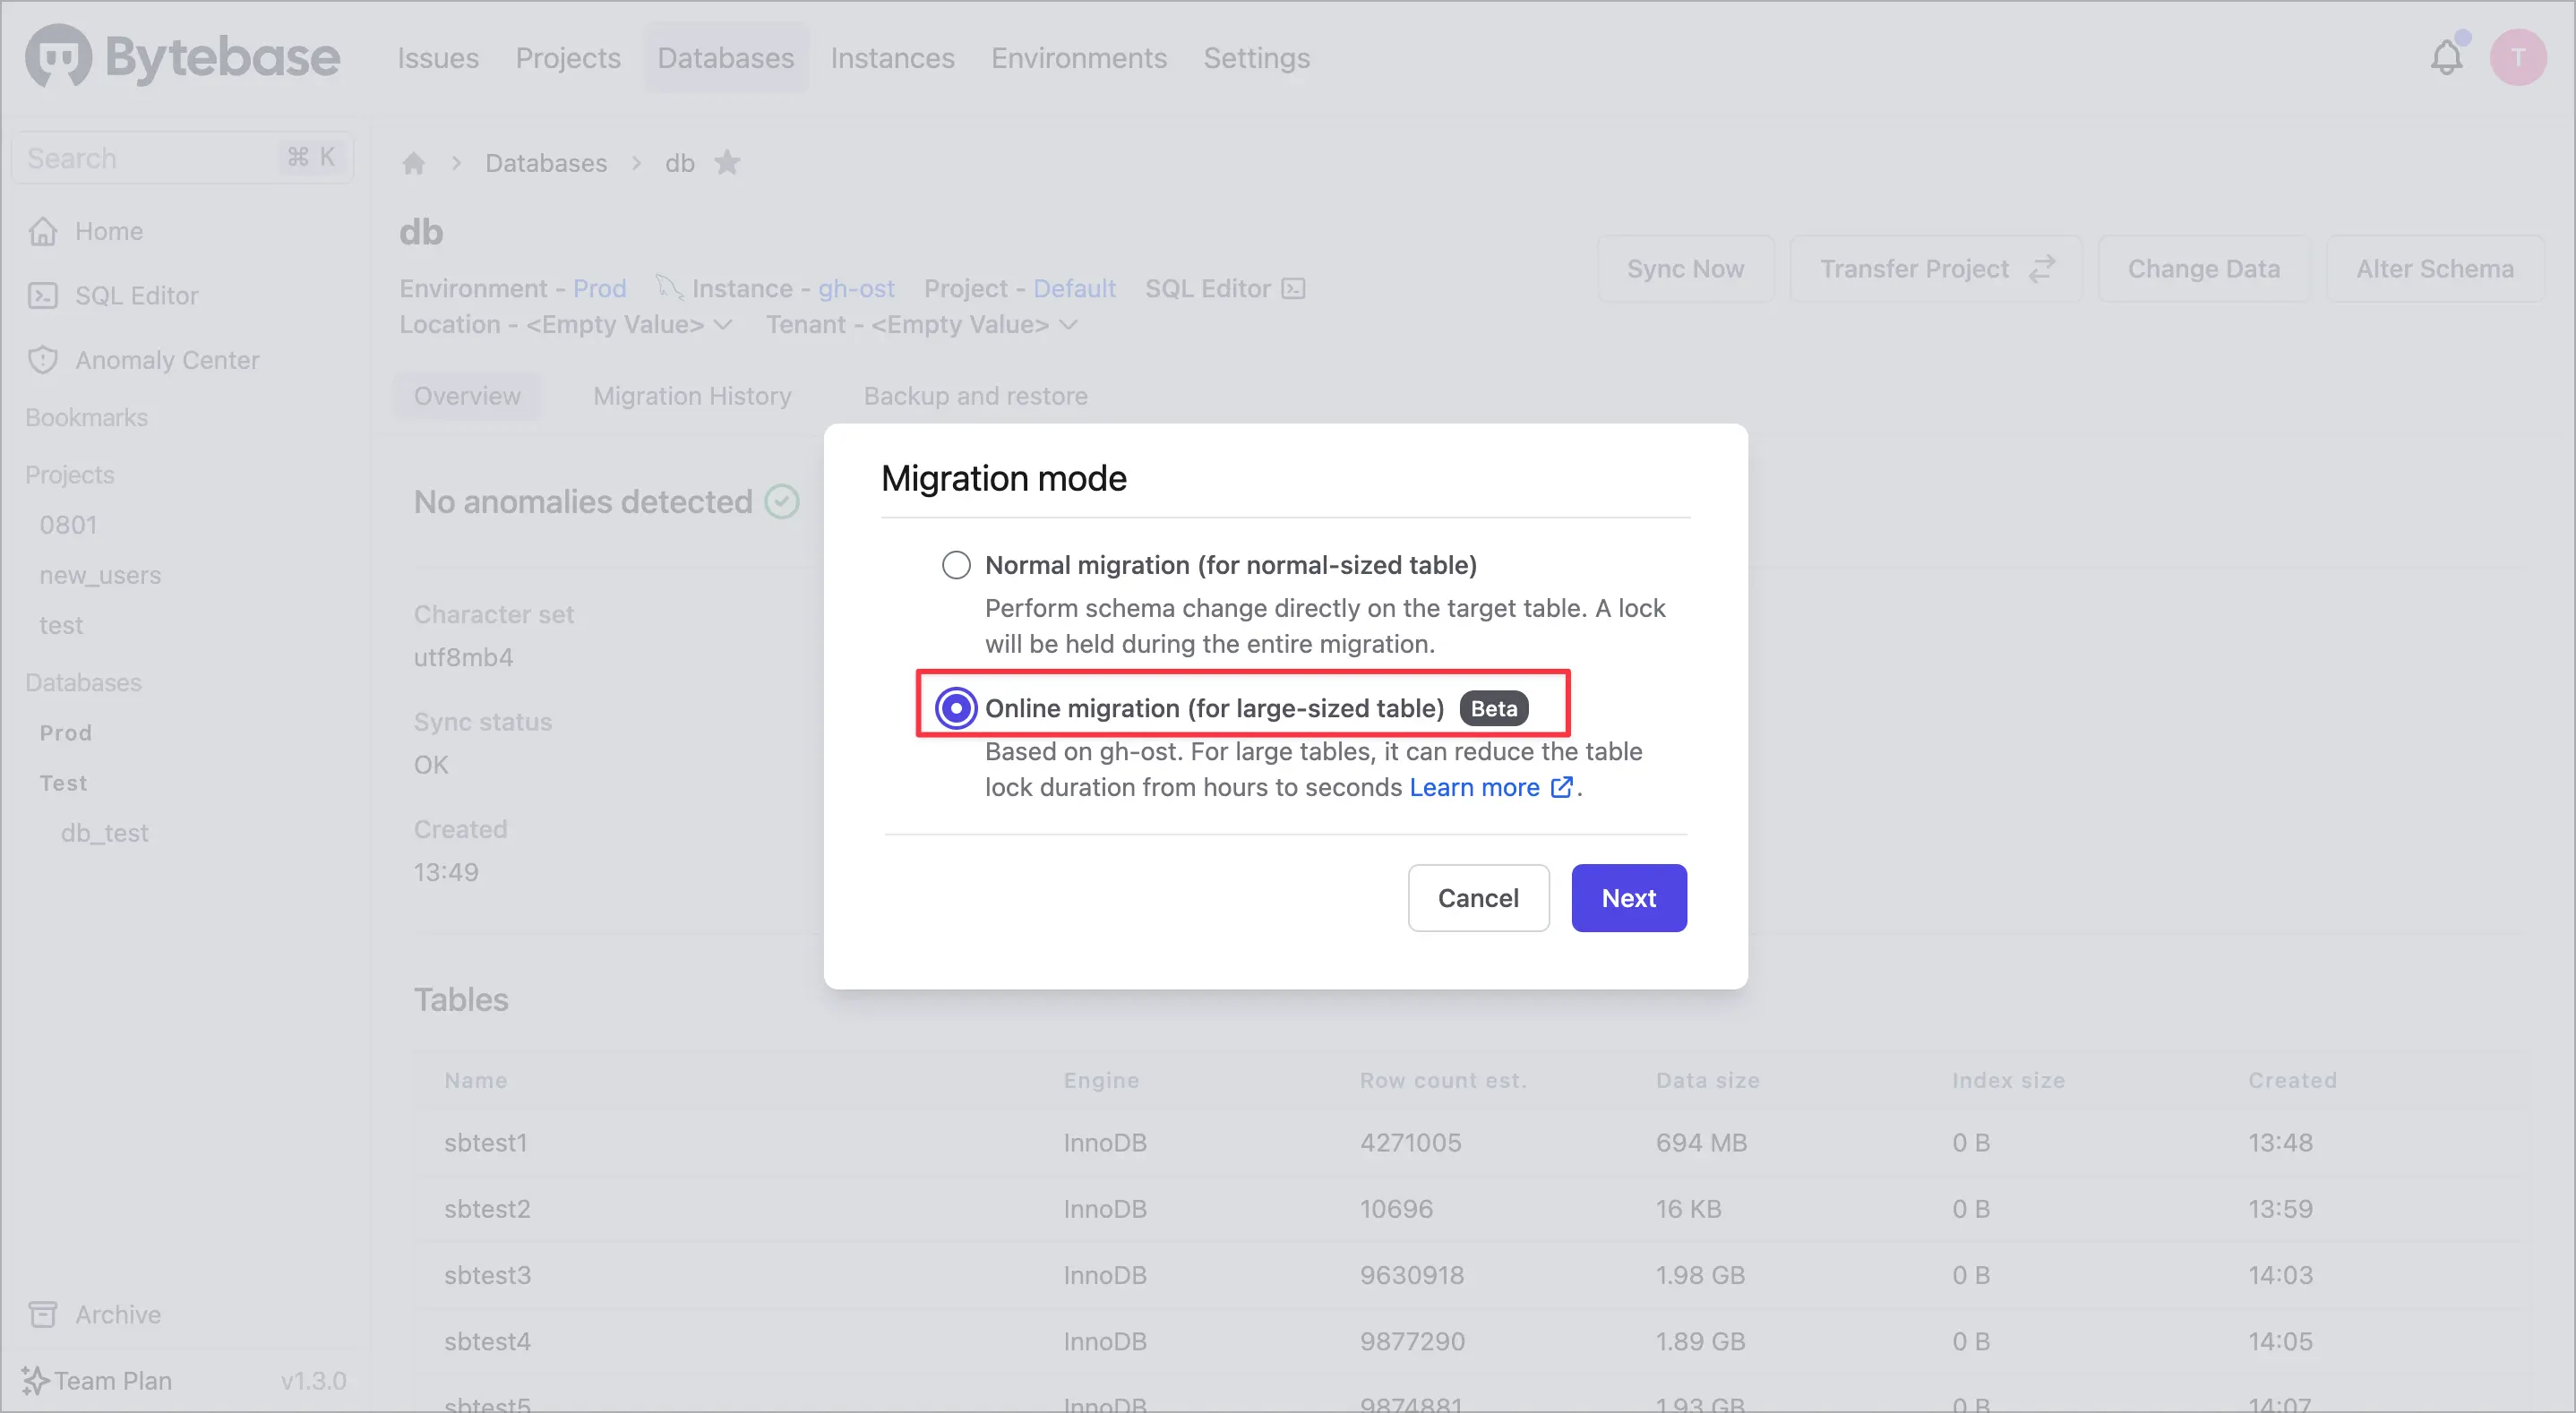 Bytebase
Issues Projects Databases Instances Environments Settings
T
Search ⌘ K
Home
SQL Editor
Anomaly Center
Bookmarks
Projects
0801
new_users
test
Databases
Prod
Test
db_test
Archive
Team Plan v1.3.0
Databases > db
db
Environment - Prod Instance - gh-ost Project - Default SQL Editor
Location - <Empty Value> Tenant - <Empty Value>
Sync Now Transfer Project Change Data Alter Schema
Overview Migration History Backup and restore
No anomalies detected
Character set
utf8mb4
Sync status
OK
Created
13:49
Migration mode
Normal migration (for normal-sized table)
Perform schema change directly on the target table. A lock
will be held during the entire migration.
Online migration (for large-sized table) Beta
Based on gh-ost. For large tables, it can reduce the table
lock duration from hours to seconds Learn more .
Cancel Next
Tables
Name Engine Row count est. Data size Index size Created
sbtest1 InnoDB 4271005 694 MB 0 B 13:48
sbtest2 InnoDB 10696 16 KB 0 B 13:59
sbtest3 InnoDB 9630918 1.98 GB 0 B 14:03
sbtest4 InnoDB 9877290 1.89 GB 0 B 14:05
sbtest5 InnoDB 9874881 1.93 GB 0 B 14:07